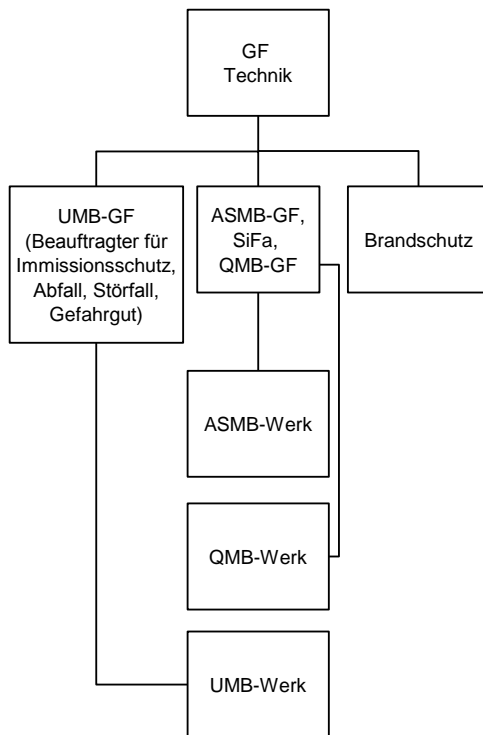 GF
Technik
UMB-GF
(Beauftragter für
Immissionsschutz,
Abfall, Störfall,
Gefahrgut)
ASMB-GF,
SiFa,
QMB-GF
Brandschutz
ASMB-Werk
QMB-Werk
UMB-Werk